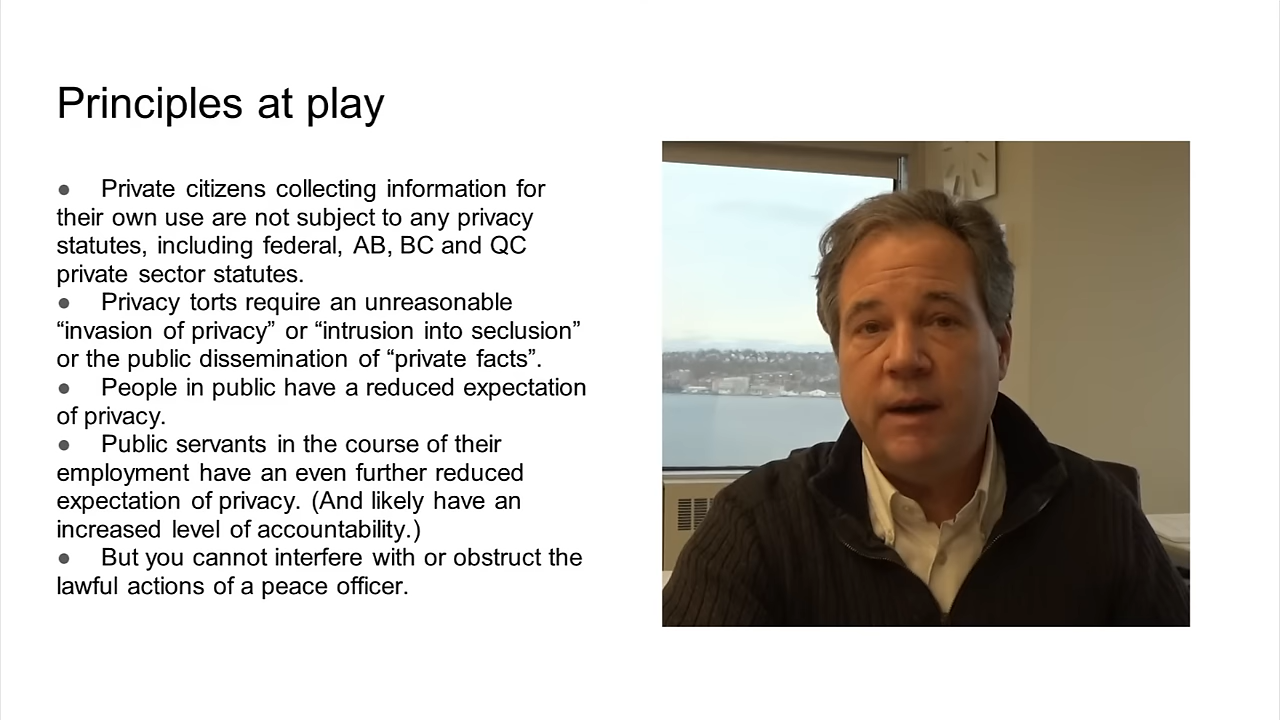 Principles at play
● Private citizens collecting information for
their own use are not subject to any privacy
statutes, including federal, AB, BC and QC
private sector statutes.
● Privacy torts require an unreasonable
“invasion of privacy” or “intrusion into seclusion”
or the public dissemination of “private facts”.
● People in public have a reduced expectation
of privacy.
● Public servants in the course of their
employment have an even further reduced
expectation of privacy. (And likely have an
increased level of accountability.)
● But you cannot interfere with or obstruct the
lawful actions of a peace officer.